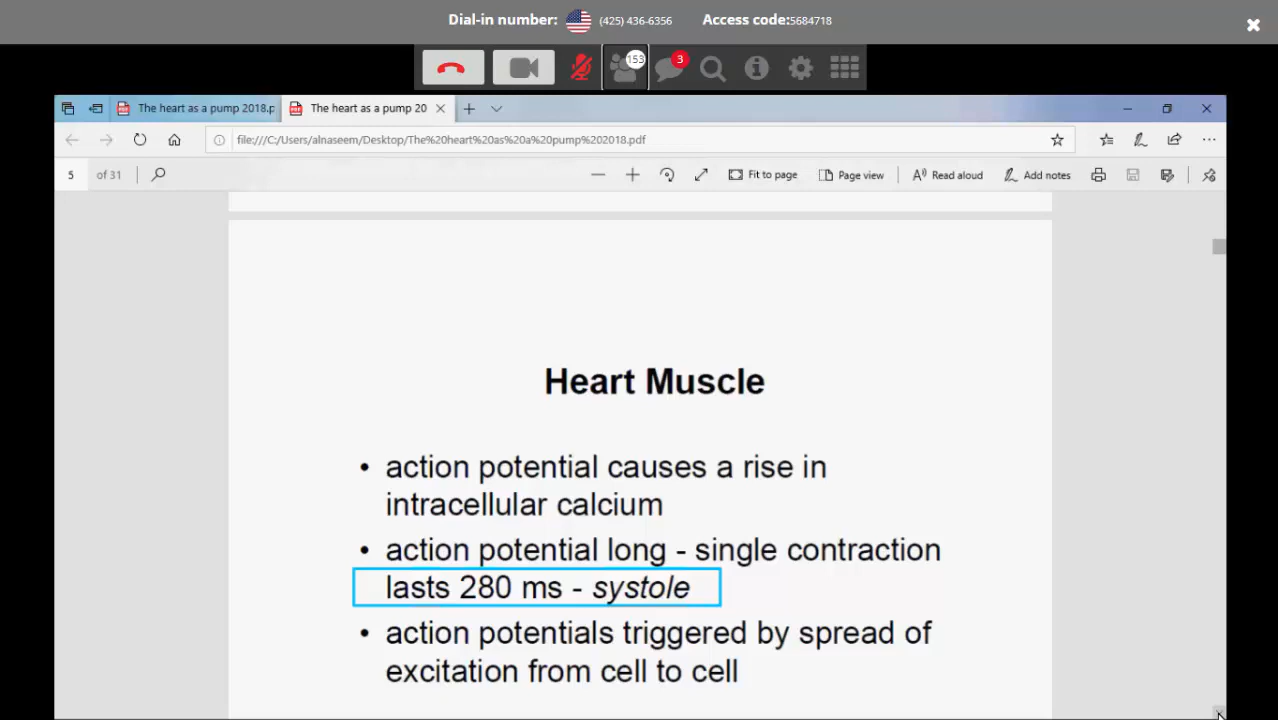 Dial-in number: (425) 436-6356 Access code:5684718
153 3
The heart as a pump 2018.p The heart as a pump 20
file:///C:/Users/alnaseem/Desktop/The%20heart%20as%20a%20pump%202018.pdf
5 of 31 Fit to page Page view Read aloud Add notes
Heart Muscle
• action potential causes a rise in
intracellular calcium
• action potential long - single contraction
lasts 280 ms - systole
• action potentials triggered by spread of
excitation from cell to cell